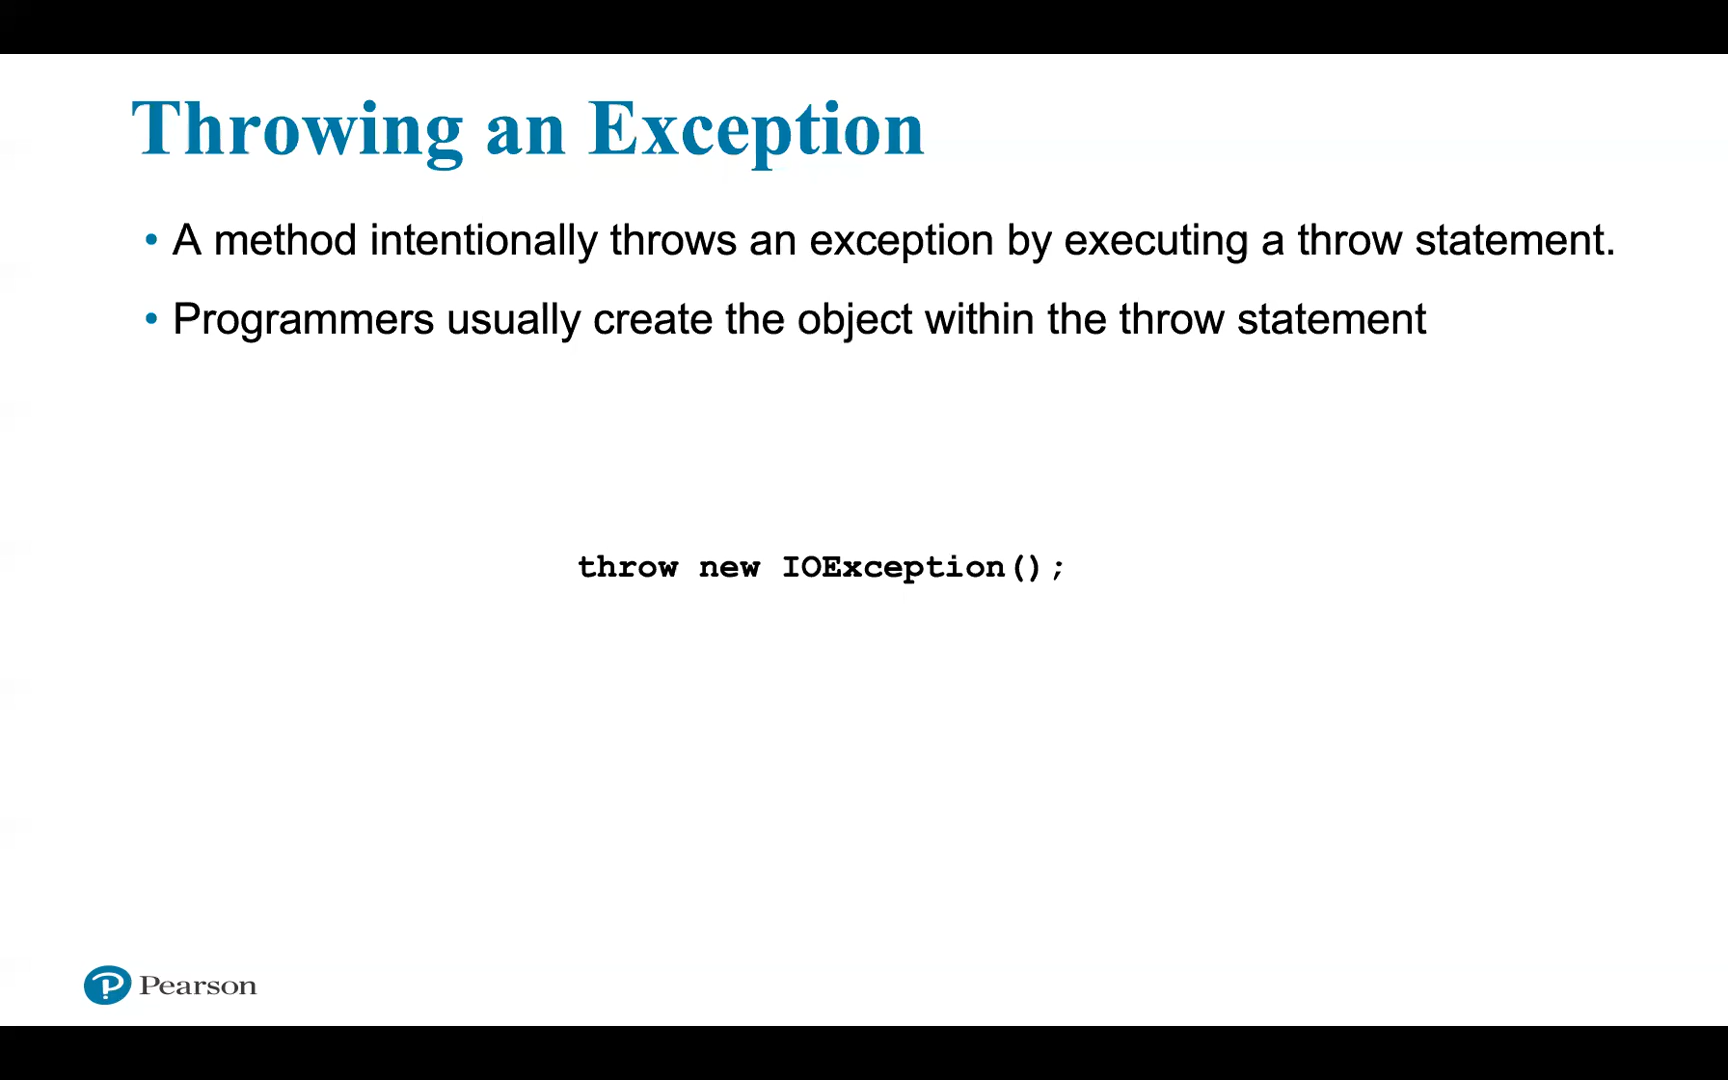 Throwing an Exception
• A method intentionally throws an exception by executing a throw statement.
• Programmers usually create the object within the throw statement
throw new IOException();
Pearson